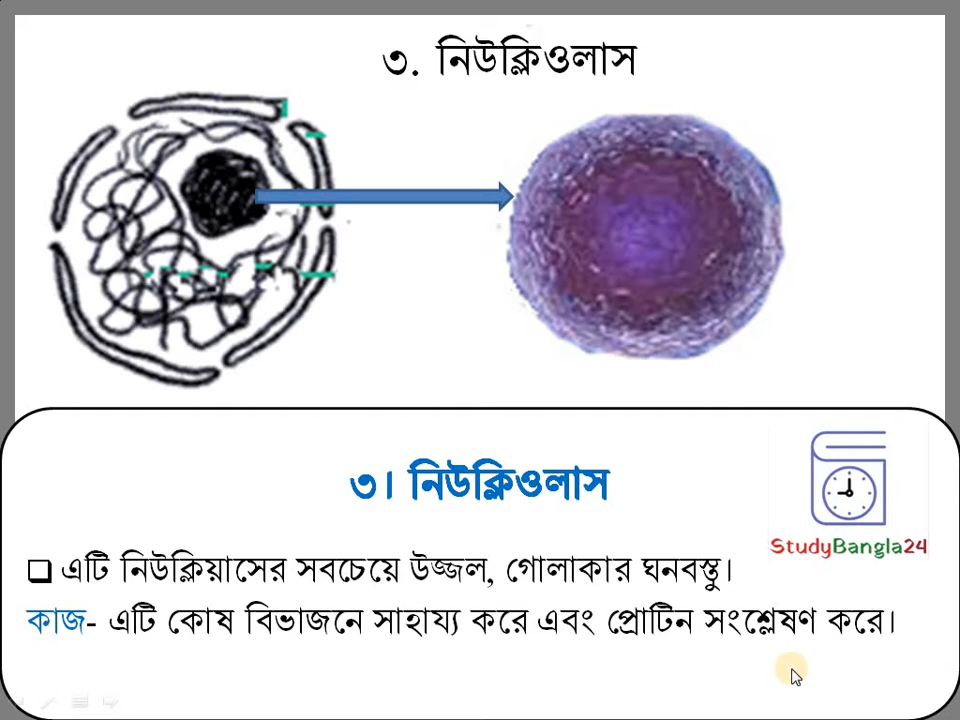 ৩. নিউক্লিওলাস
৩। নিউক্লিওলাস
StudyBangla24
❑ এটি নিউক্লিয়াসের সবচেয়ে উজ্জল, গোলাকার ঘনবস্তু।
কাজ- এটি কোষ বিভাজনে সাহায্য করে এবং প্রোটিন সংশ্লেষণ করে।